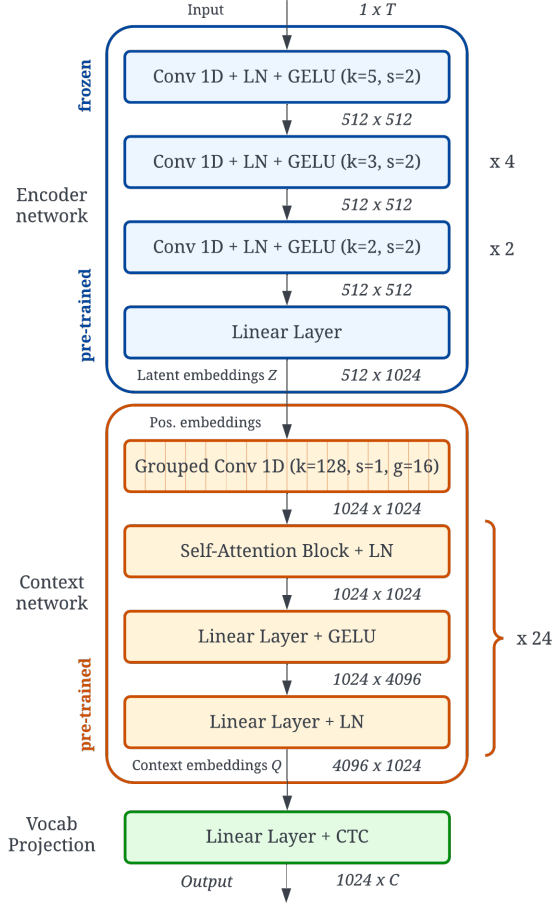 Input
1 x T
frozen
Conv 1D + LN + GELU (k=5, s=2)
512 x 512
Conv 1D + LN + GELU (k=3, s=2)
x 4
Encoder
network
512 x 512
Conv 1D + LN + GELU (k=2, s=2)
x 2
512 x 512
pre-trained
Linear Layer
Latent embeddings Z
512 x 1024
Pos. embeddings
Grouped Conv 1D (k=128, s=1, g=16)
1024 x 1024
Self-Attention Block + LN
Context
network
1024 x 1024
Linear Layer + GELU
x 24
1024 x 4096
pre-trained
Linear Layer + LN
Context embeddings Q
4096 x 1024
Vocab
Projection
Linear Layer + CTC
Output
1024 x C